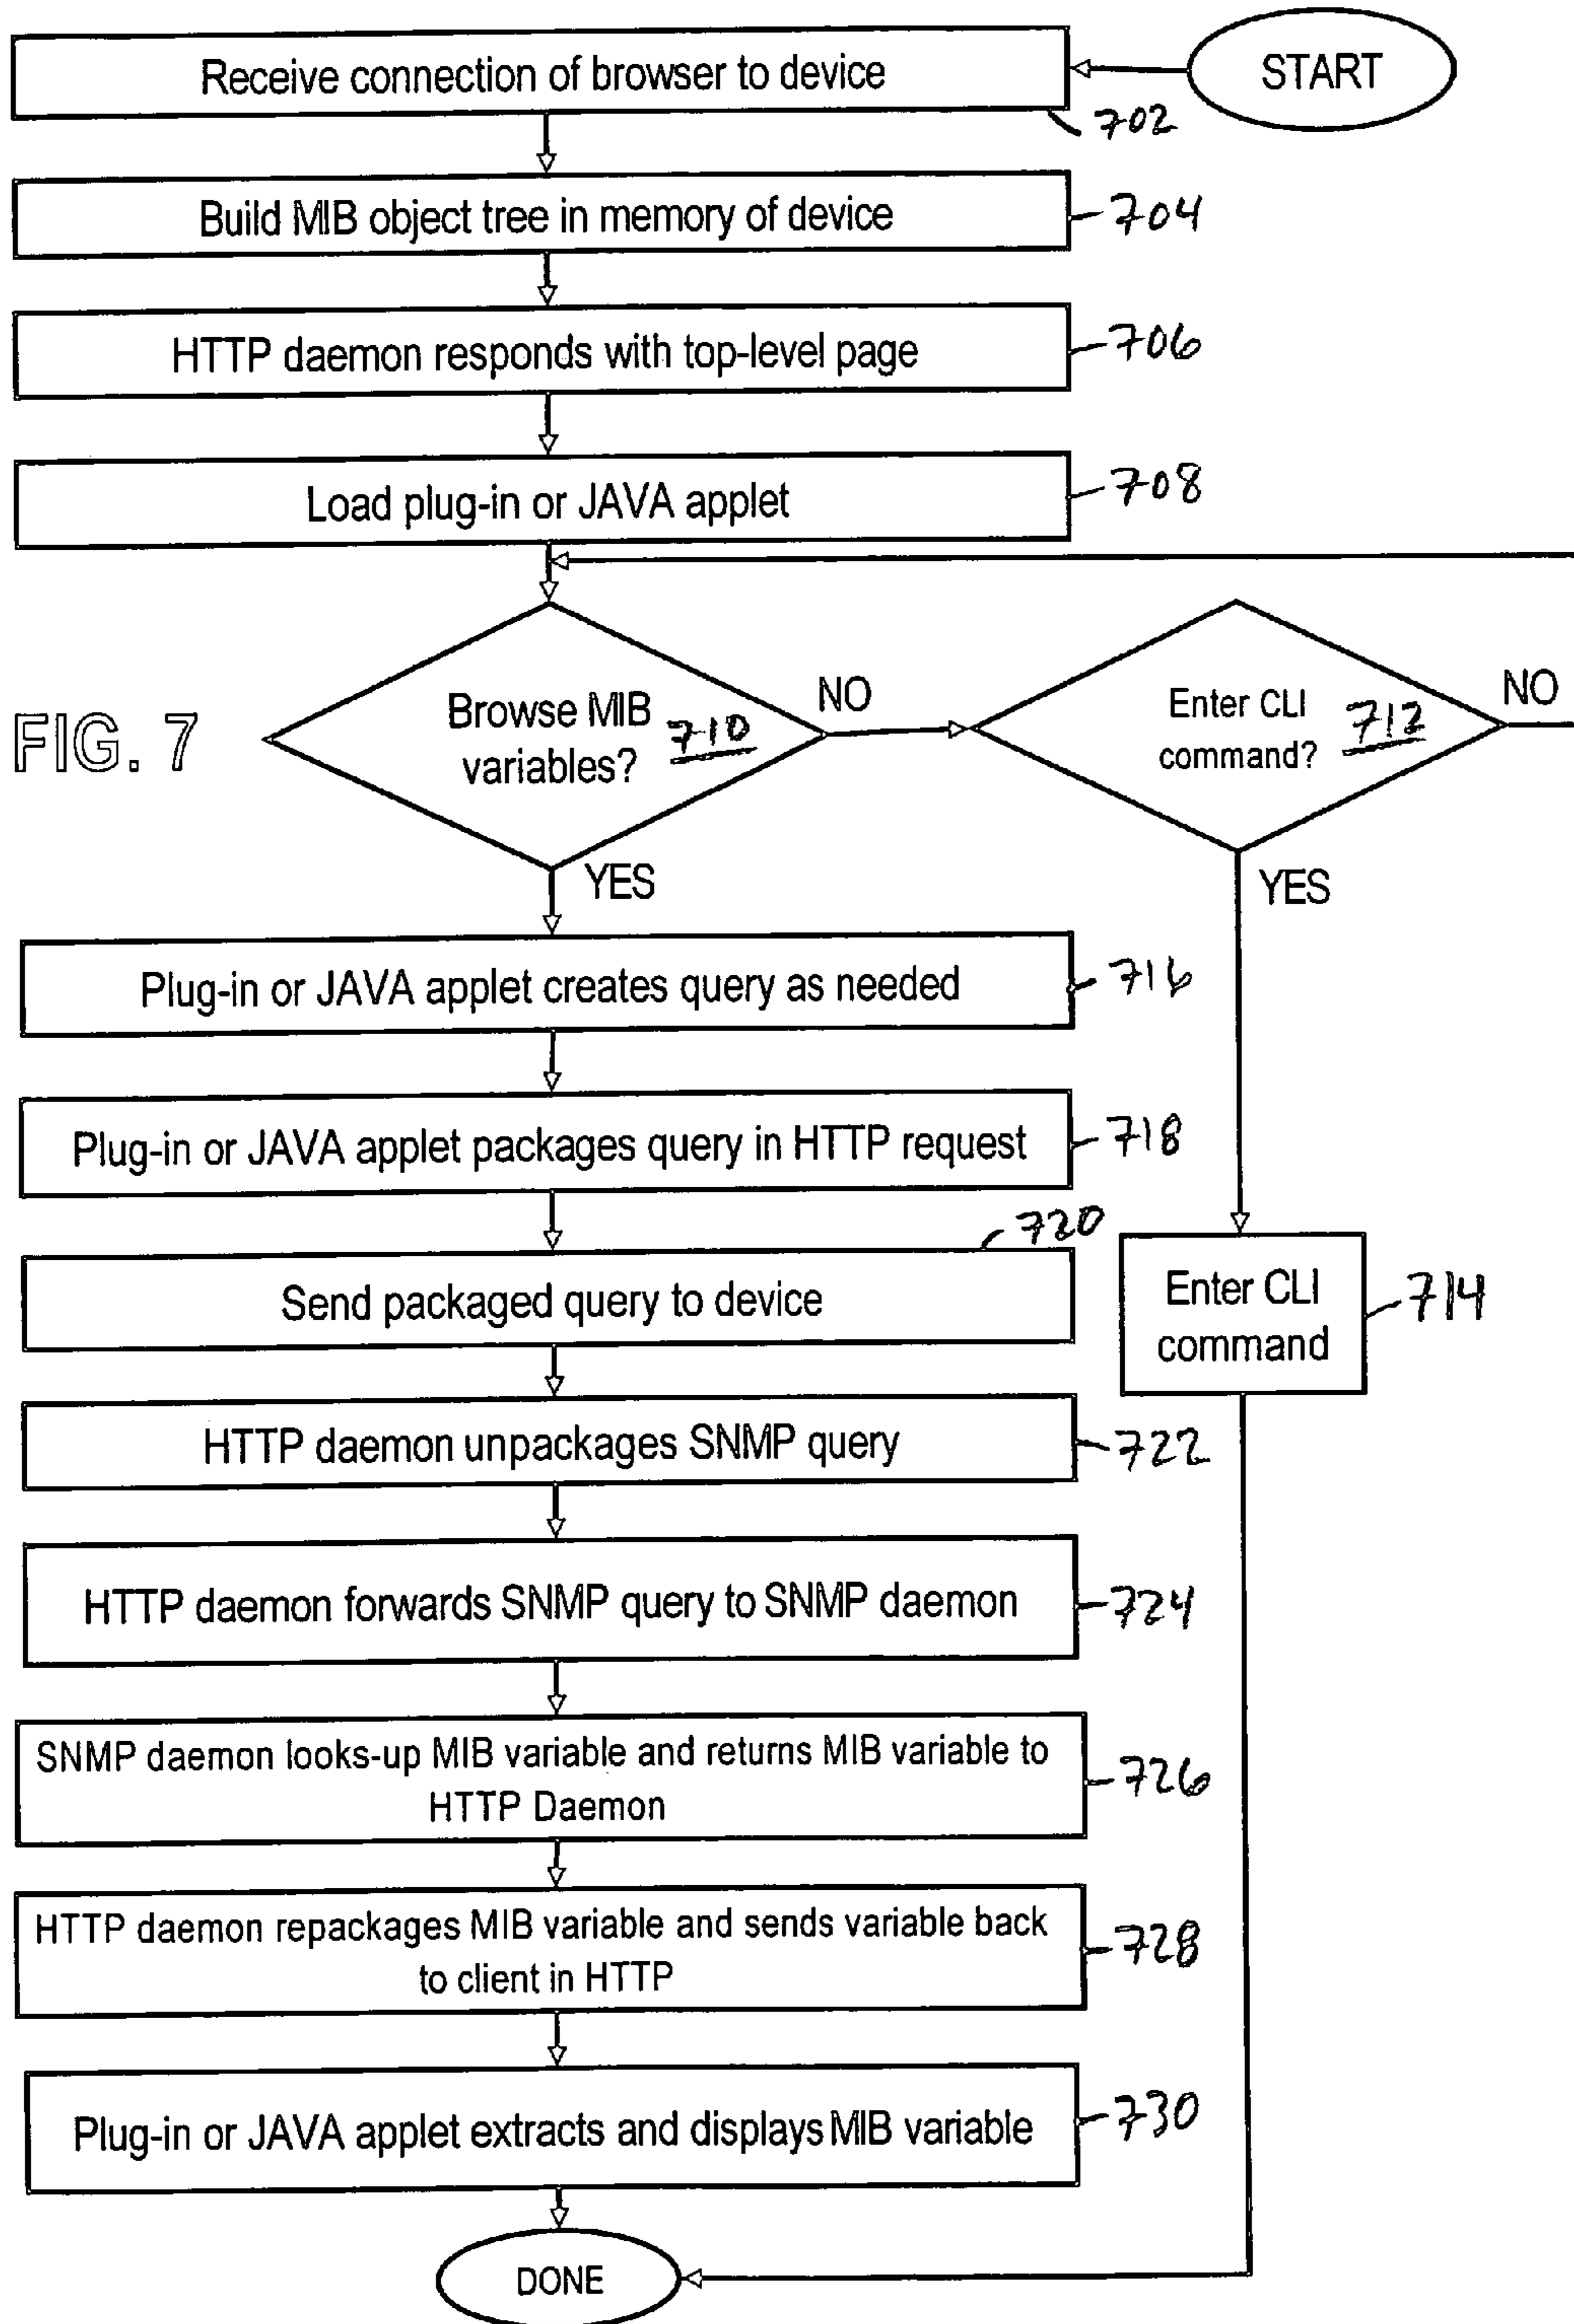 Receive connection of browser to device
START
702
Build MIB object tree in memory of device
704
HTTP daemon responds with top-level page
706
Load plug-in or JAVA applet
708
FIG. 7
Browse MIB
variables?
710
NO
Enter CLI
command?
712
NO
YES
YES
Plug-in or JAVA applet creates query as needed
716
Plug-in or JAVA applet packages query in HTTP request
718
720
Send packaged query to device
Enter CLI
command
714
HTTP daemon unpackages SNMP query
722
HTTP daemon forwards SNMP query to SNMP daemon
724
SNMP daemon looks-up MIB variable and returns MIB variable to
HTTP Daemon
726
HTTP daemon repackages MIB variable and sends variable back
to client in HTTP
728
Plug-in or JAVA applet extracts and displays MIB variable
730
DONE